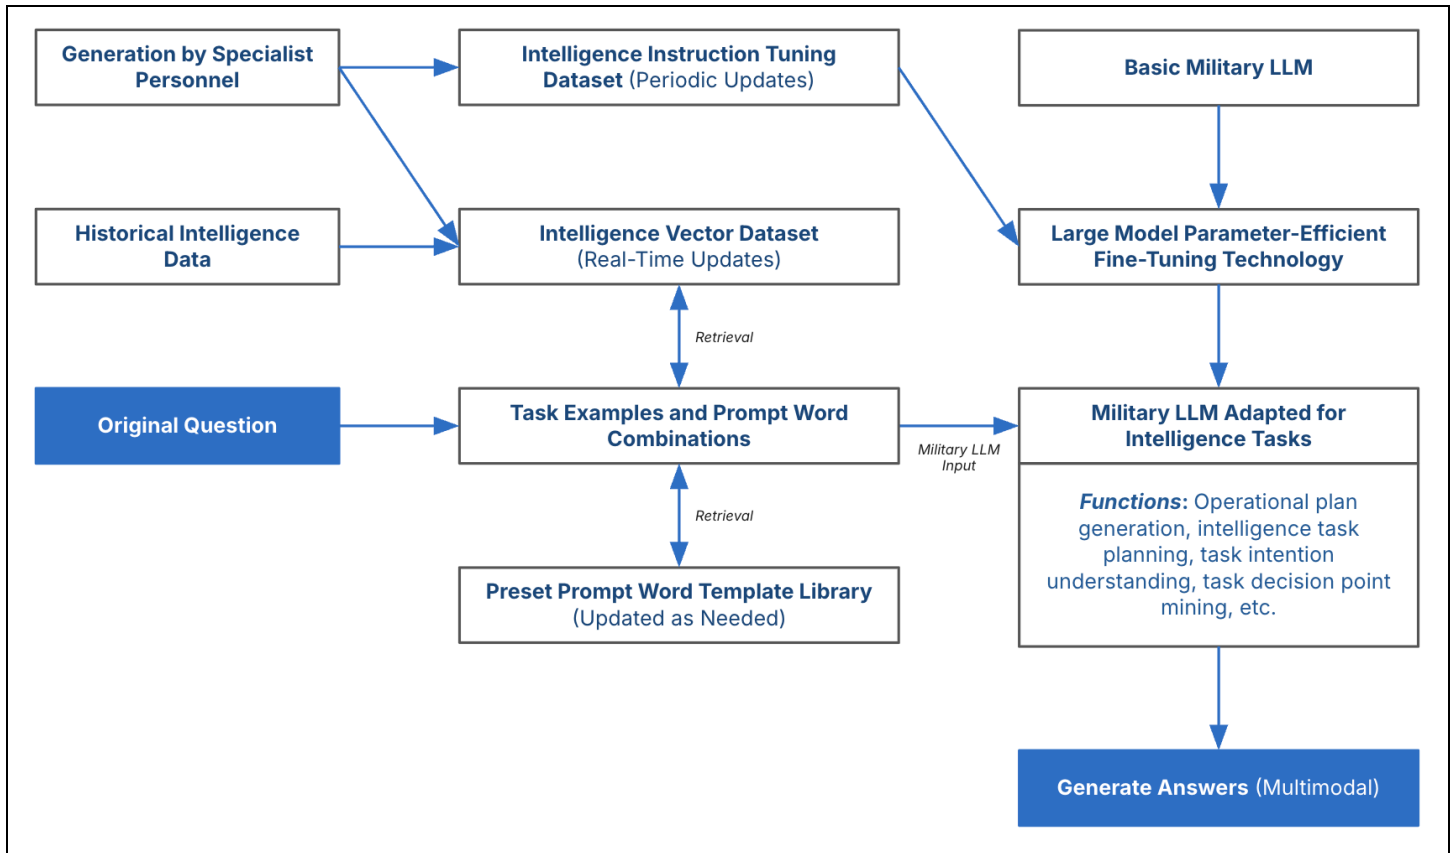 Generation by Specialist
Personnel
Intelligence Instruction Tuning
Dataset (Periodic Updates)
Basic Military LLM
Historical Intelligence
Data
Intelligence Vector Dataset
(Real-Time Updates)
Large Model Parameter-Efficient
Fine-Tuning Technology
Retrieval
Original Question
Task Examples and Prompt Word
Combinations
Military LLM
Input
Military LLM Adapted for
Intelligence Tasks
Functions: Operational plan
generation, intelligence task
planning, task intention
understanding, task decision point
mining, etc.
Retrieval
Preset Prompt Word Template Library
(Updated as Needed)
Generate Answers (Multimodal)